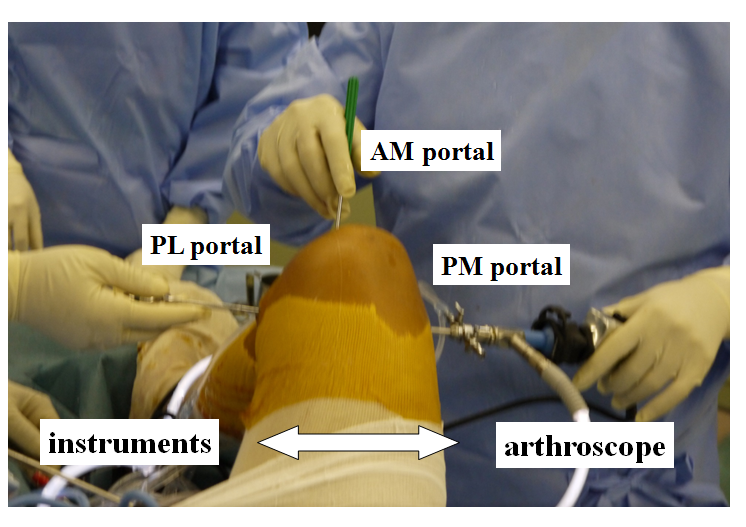 AM portal
PL portal
PM portal
instruments
arthroscope